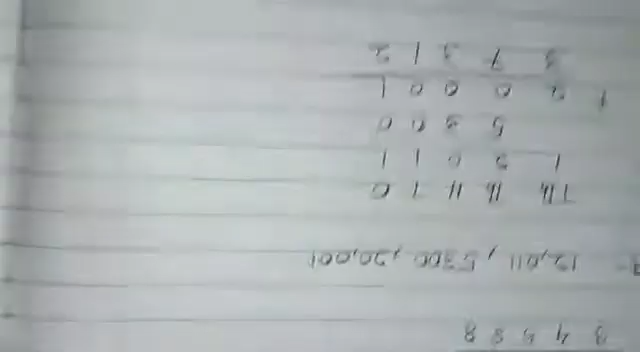 12,011 , 5300 , 20,001
TTH TH H T O
1 2 0 1 1
5 3 0 0
2 0 0 0 1
3 7 3 1 2